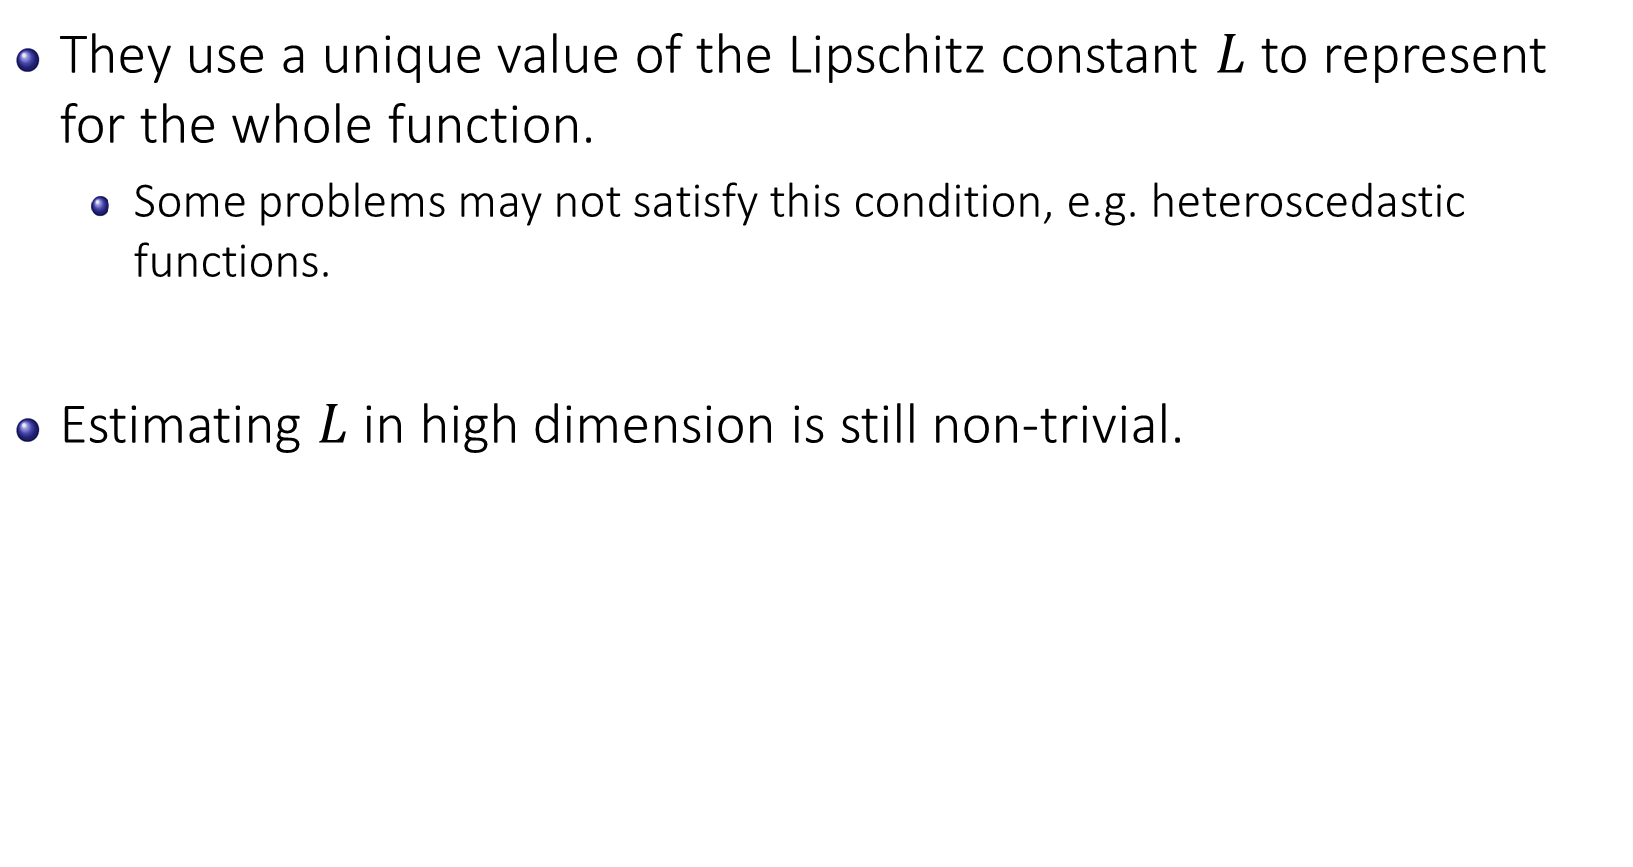 They use a unique value of the Lipschitz constant L to represent
for the whole function.
Some problems may not satisfy this condition, e.g. heteroscedastic
functions.
Estimating L in high dimension is still non-trivial.